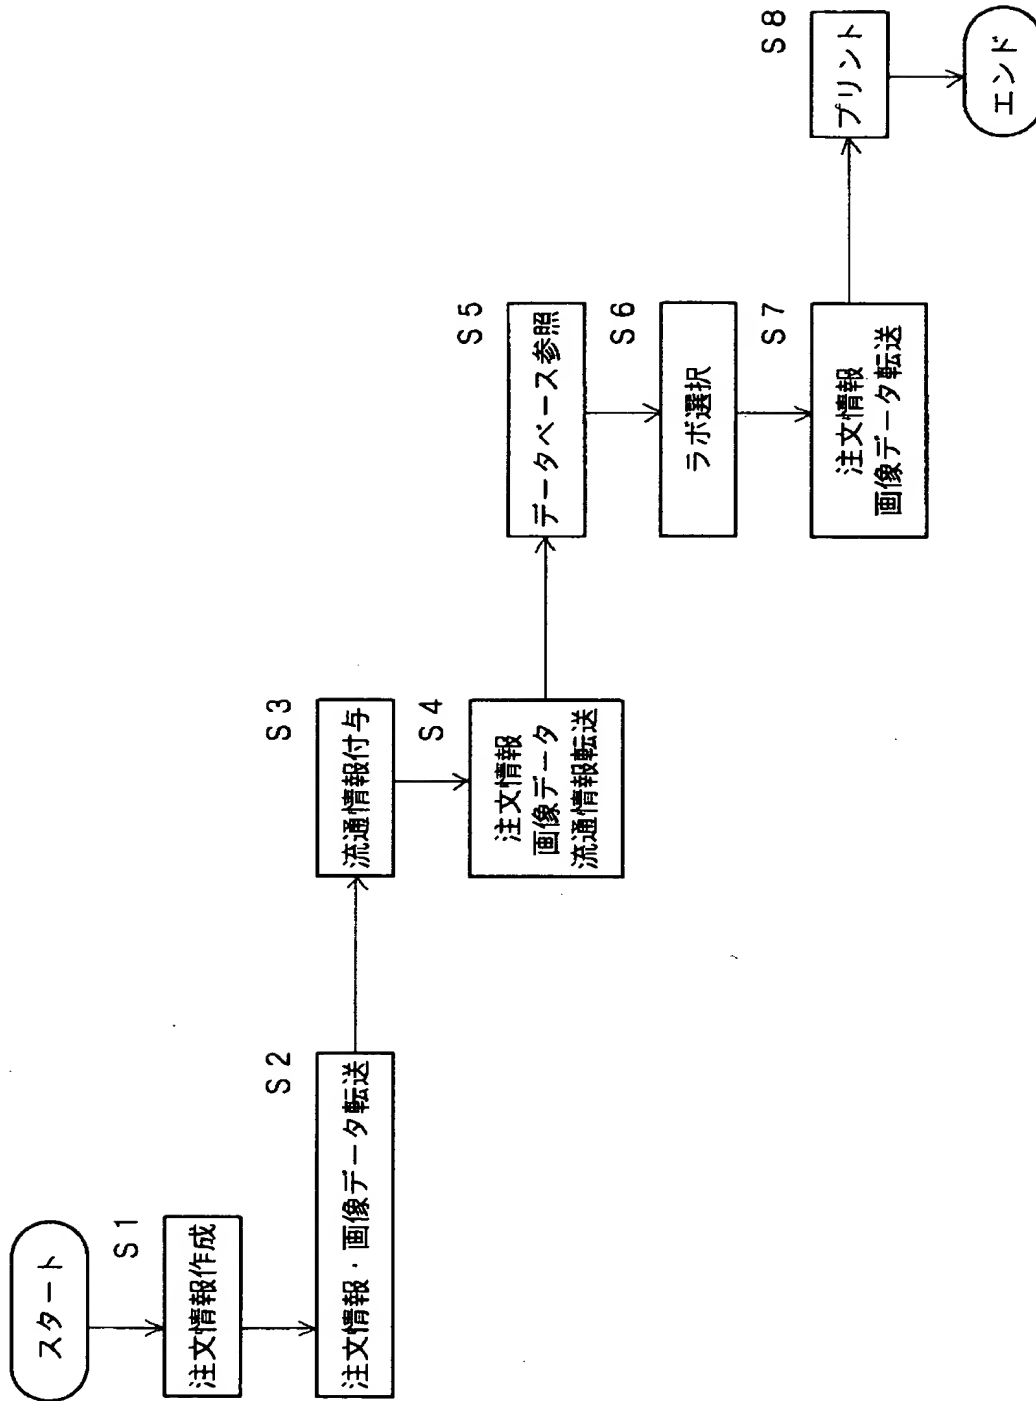 スタート
S1
注文情報作成
S2
注文情報・画像データ転送
S3
流通情報付与
S4
注文情報
画像データ
流通情報転送
S5
データベース参照
S6
ラボ選択
S7
注文情報
画像データ転送
S8
プリント
エンド